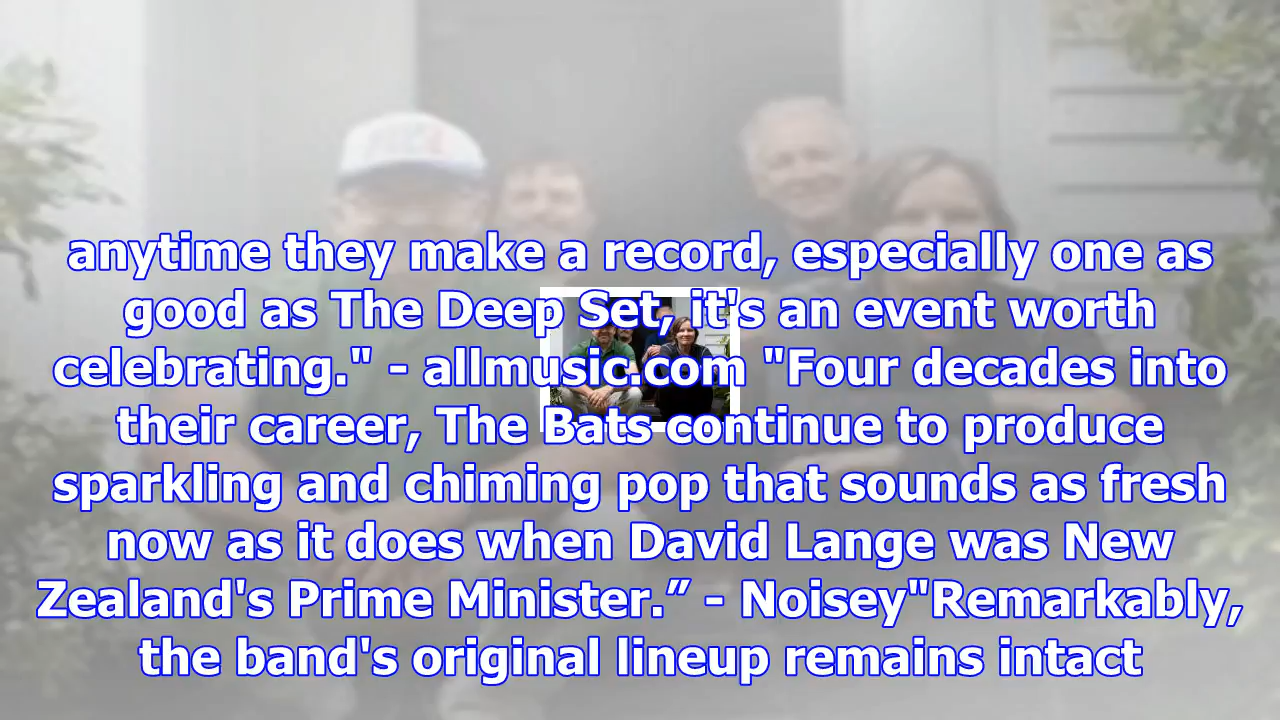 anytime they make a record, especially one as
good as The Deep Set, it's an event worth
celebrating." - allmusic.com "Four decades into
their career, The Bats continue to produce
sparkling and chiming pop that sounds as fresh
now as it does when David Lange was New
Zealand's Prime Minister.” - Noisey"Remarkably,
the band's original lineup remains intact